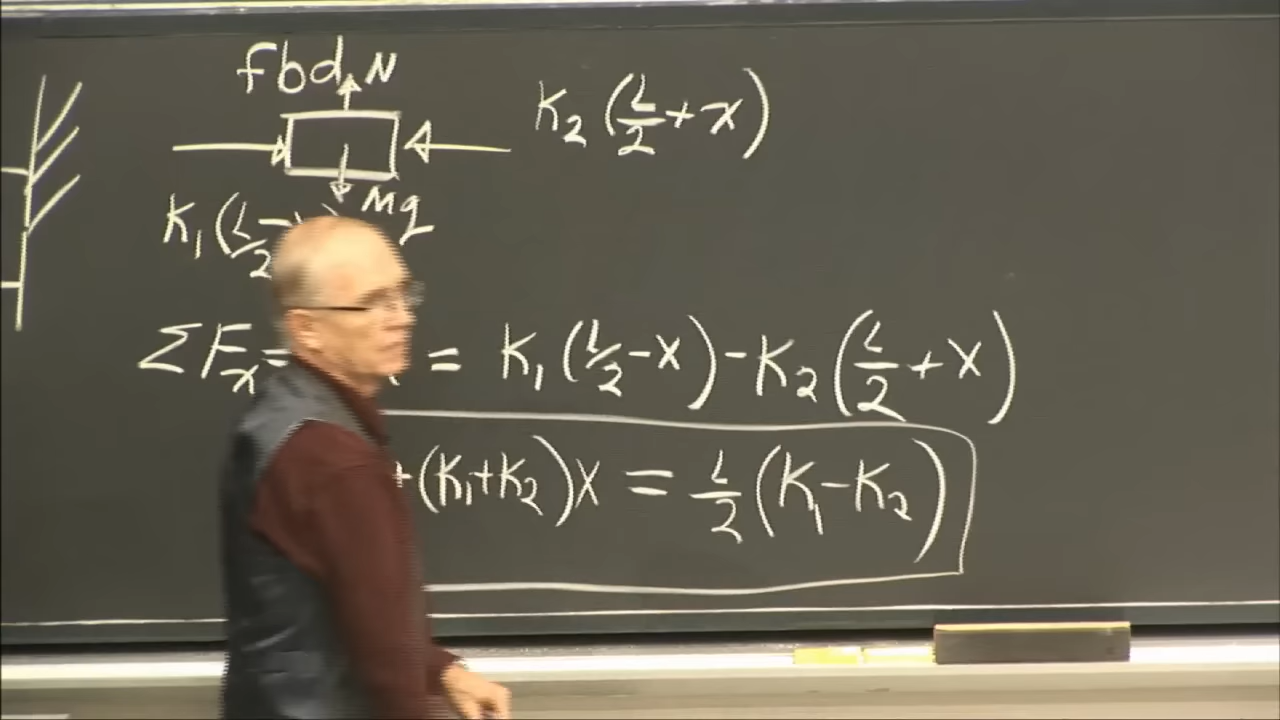 fbd N
K₂(L/2+x)
Mg
K₁(L/2-
ΣFₓ= = K₁(L/2-x)-K₂(L/2+x)
+(K₁+K₂)x = L/2(K₁-K₂)